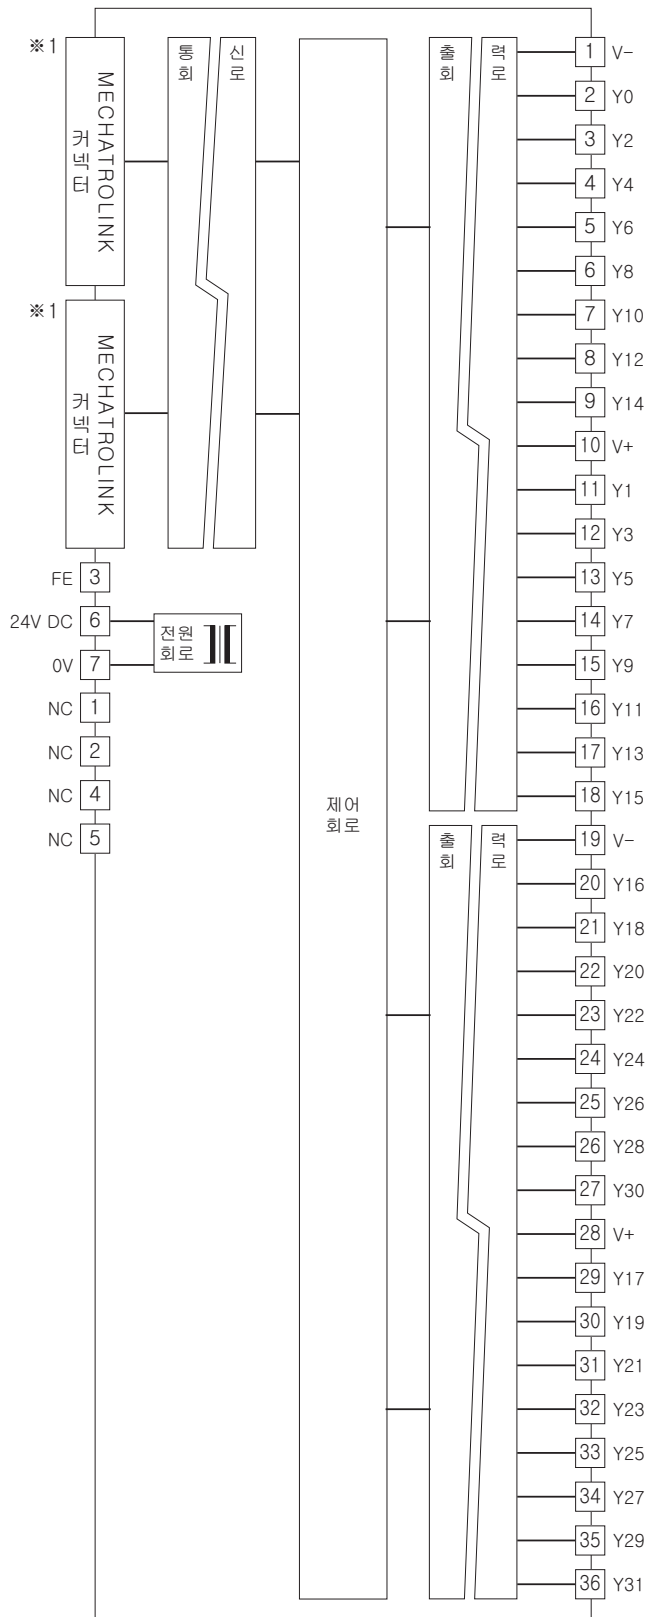 ※1
MECHATROLINK
커넥터
※1
MECHATROLINK
커넥터
FE 3
24V DC 6
0V 7
NC 1
NC 2
NC 4
NC 5
통신
회로
전원
회로
제어
회로
출력
회로
출력
회로
1 V−
2 Y0
3 Y2
4 Y4
5 Y6
6 Y8
7 Y10
8 Y12
9 Y14
10 V+
11 Y1
12 Y3
13 Y5
14 Y7
15 Y9
16 Y11
17 Y13
18 Y15
19 V−
20 Y16
21 Y18
22 Y20
23 Y22
24 Y24
25 Y26
26 Y28
27 Y30
28 V+
29 Y17
30 Y19
31 Y21
32 Y23
33 Y25
34 Y27
35 Y29
36 Y31